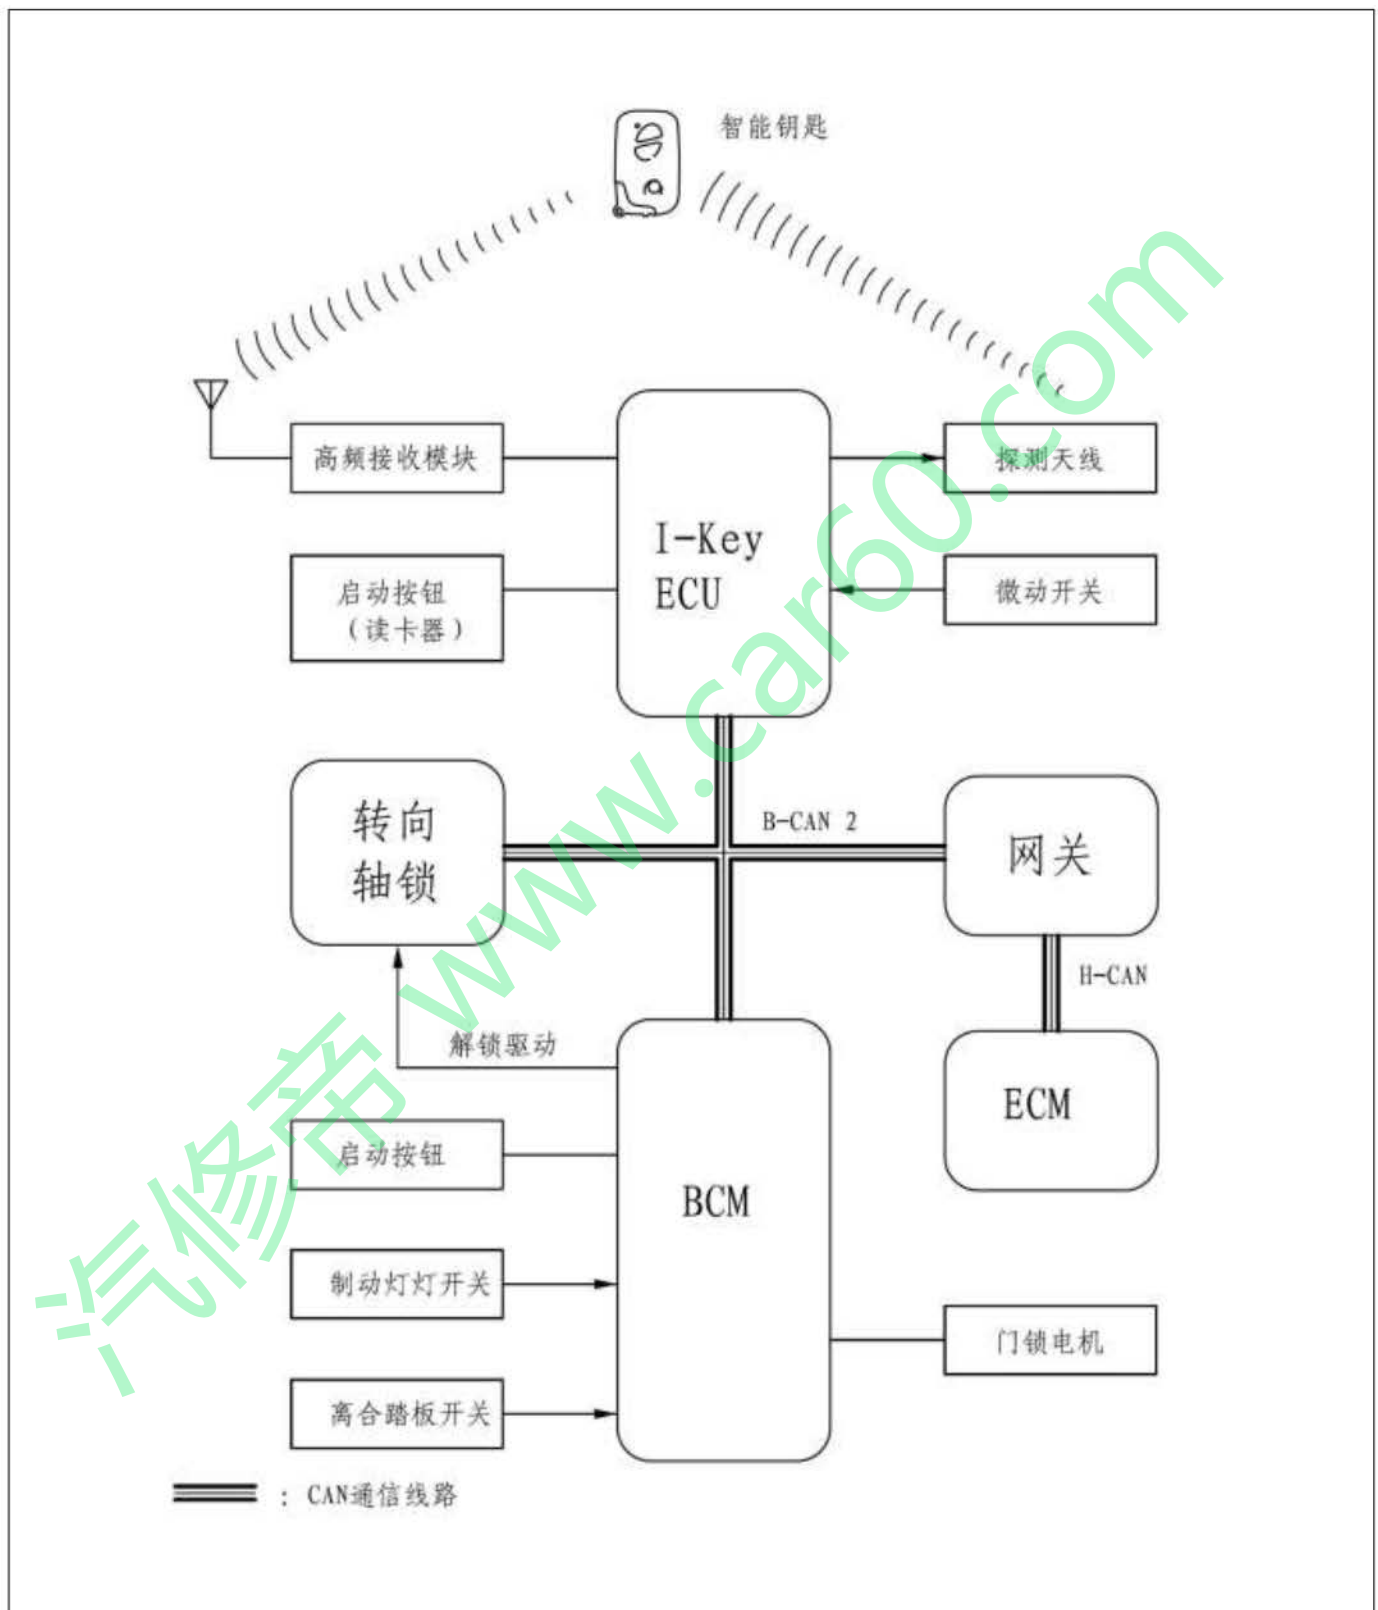 智能钥匙
高频接收模块
探测天线
I-Key
ECU
启动按钮
（读卡器）
微动开关
转向
轴锁
B-CAN 2
网关
H-CAN
解锁驱动
ECM
启动按钮
BCM
制动灯灯开关
门锁电机
离合踏板开关
：CAN通信线路
汽修帝 www.car60.com